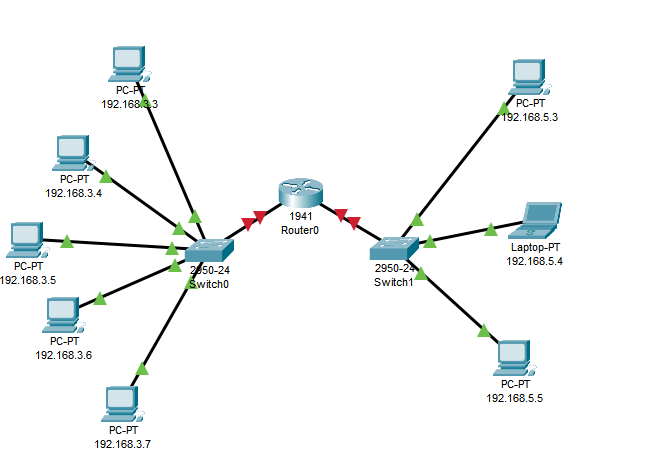 PC-PT
192.168.3.3
PC-PT
192.168.5.3
PC-PT
192.168.3.4
1941
Router0
PC-PT
192.168.3.5
2950-24
Switch0
2950-24
Switch1
Laptop-PT
192.168.5.4
PC-PT
192.168.3.6
PC-PT
192.168.5.5
PC-PT
192.168.3.7